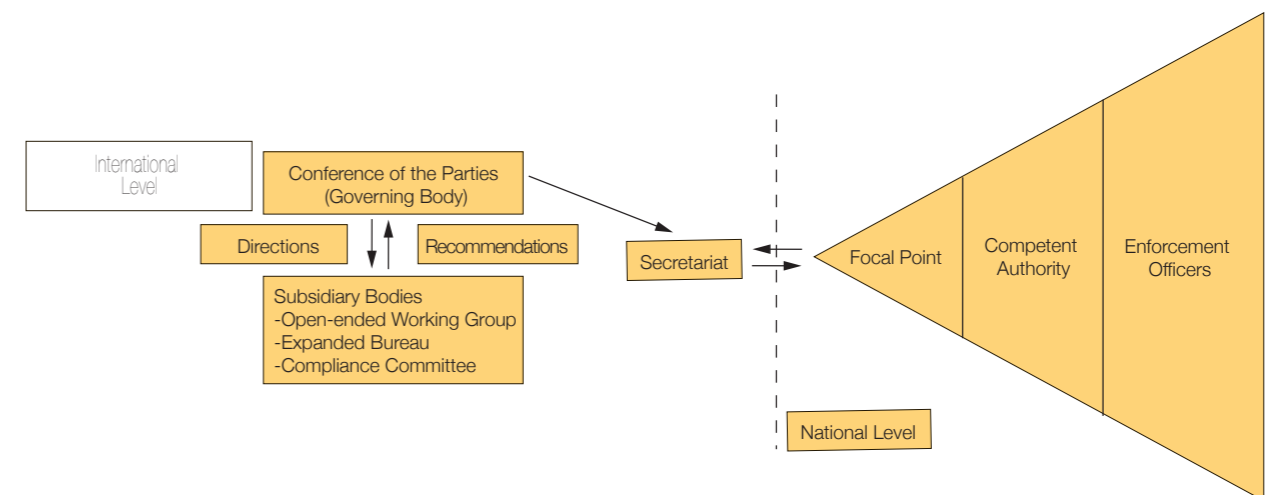 International
Level
Conference of the Parties
(Governing Body)
Directions
Recommendations
Subsidiary Bodies
-Open-ended Working Group
-Expanded Bureau
-Compliance Committee
Secretariat
Focal Point
Competent
Authority
Enforcement
Officers
National Level